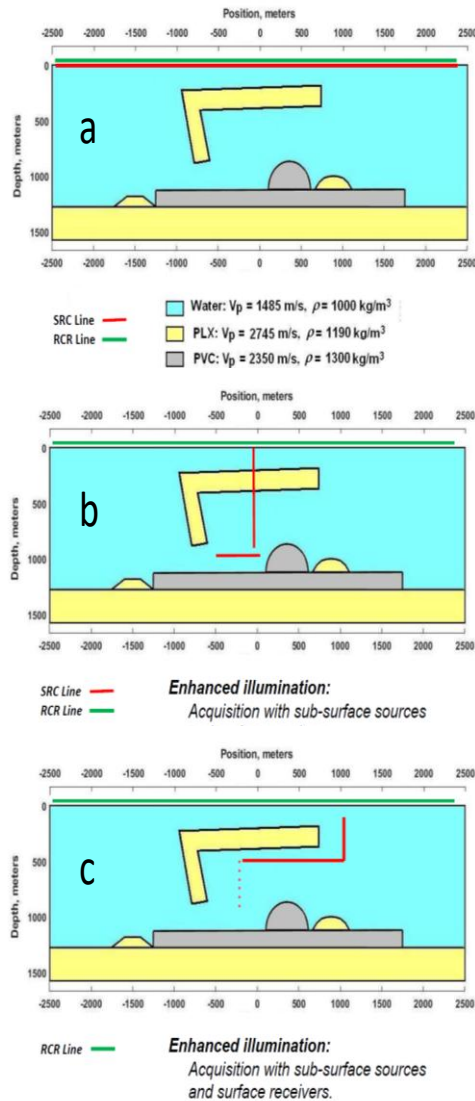 Position, meters
-2500 -2000 -1500 -1000 -500 0 500 1000 1500 2000 2500
0
500
1000
1500
Depth, meters
a
-2500 -2000 -1500 -1000 -500 0 500 1000 1500 2000 2500
SRC Line
RCR Line
Water: Vp = 1485 m/s, ρ = 1000 kg/m³
PLX: Vp = 2745 m/s, ρ = 1190 kg/m³
PVC: Vp = 2350 m/s, ρ = 1300 kg/m³
Position, meters
-2500 -2000 -1500 -1000 -500 0 500 1000 1500 2000 2500
0
500
1000
1500
Depth, meters
b
-2500 -2000 -1500 -1000 -500 0 500 1000 1500 2000 2500
SRC Line
RCR Line
Enhanced illumination:
Acquisition with sub-surface sources
Position, meters
-2500 -2000 -1500 -1000 -500 0 500 1000 1500 2000 2500
0
500
1000
1500
Depth, meters
c
-2500 -2000 -1500 -1000 -500 0 500 1000 1500 2000 2500
RCR Line
Enhanced illumination:
Acquisition with sub-surface sources
and surface receivers.